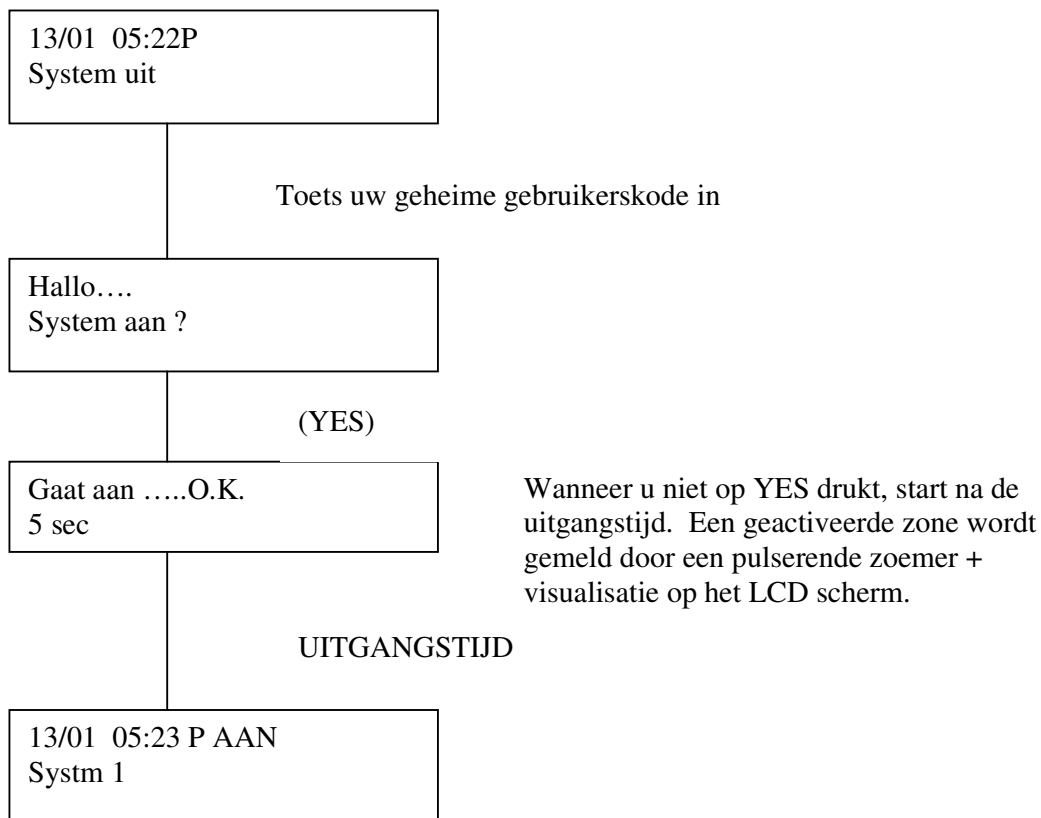 13/01 05:22P
System uit
Toets uw geheime gebruikerskode in
Hallo….
System aan ?
(YES)
Gaat aan …..O.K.
5 sec
Wanneer u niet op YES drukt, start na de
uitgangstijd. Een geactiveerde zone wordt
gemeld door een pulserende zoemer +
visualisatie op het LCD scherm.
UITGANGSTIJD
13/01 05:23 P AAN
Systm 1